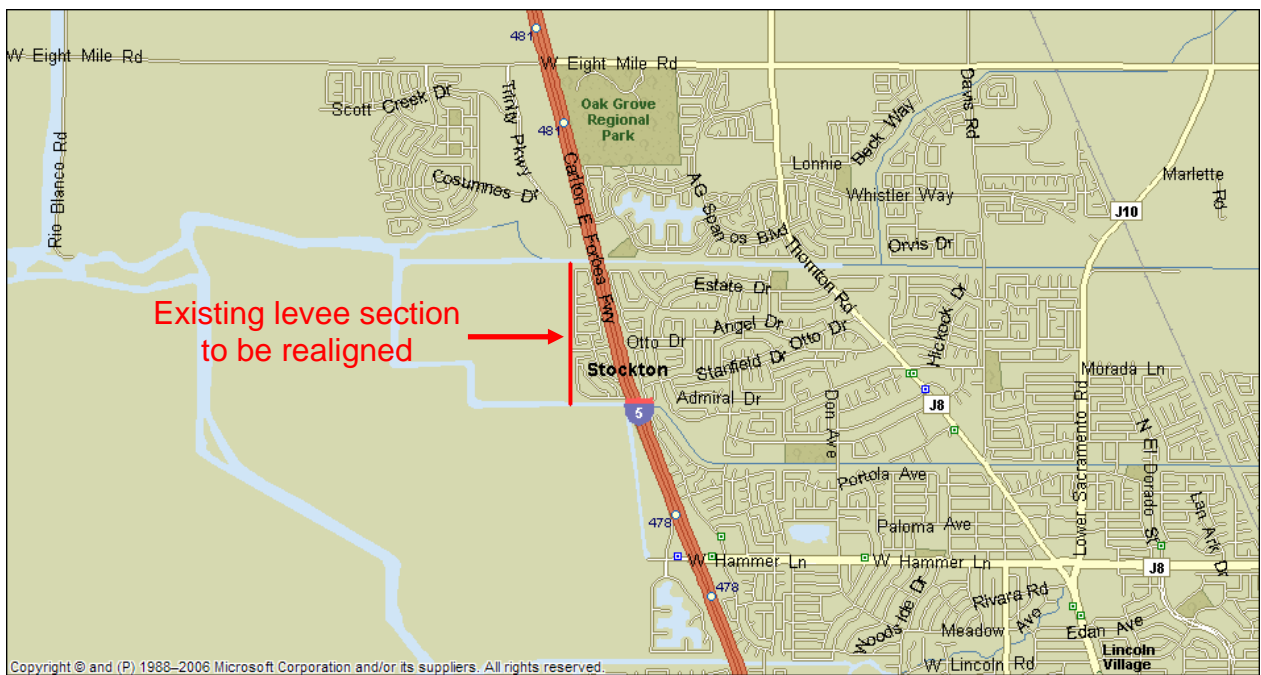 481
W Eight Mile Rd
W Eight Mile Rd
Scott Creek Dr
Trinity Pkwy
Oak Grove
Regional
Park
Davis Rd
481
Lonnie Beck Way
Cosumnes Dr
Carlton E Forbes Fwy
AG Spanos Blvd
Whistler Way
Marlette Rd
J10
Rio Blanco Rd
Orvis Dr
Thornton Rd
Estate Dr
Existing levee section
to be realigned
Angel Dr
Otto Dr
Otto Dr
Hickock Dr
Stanfield Dr
Stockton
Morada Ln
Admiral Dr
J8
5
Don Ave
Lower Sacramento Rd
N El Dorado St
Portola Ave
Lan Ark Dr
478
Paloma Ave
W Hammer Ln
W Hammer Ln
J8
478
Woods Ide Dr
Rivara Rd
Meadow Ave
Edan Ave
W Lincoln Rd
Lincoln
Village
Copyright © and (P) 1988–2006 Microsoft Corporation and/or its suppliers. All rights reserved.